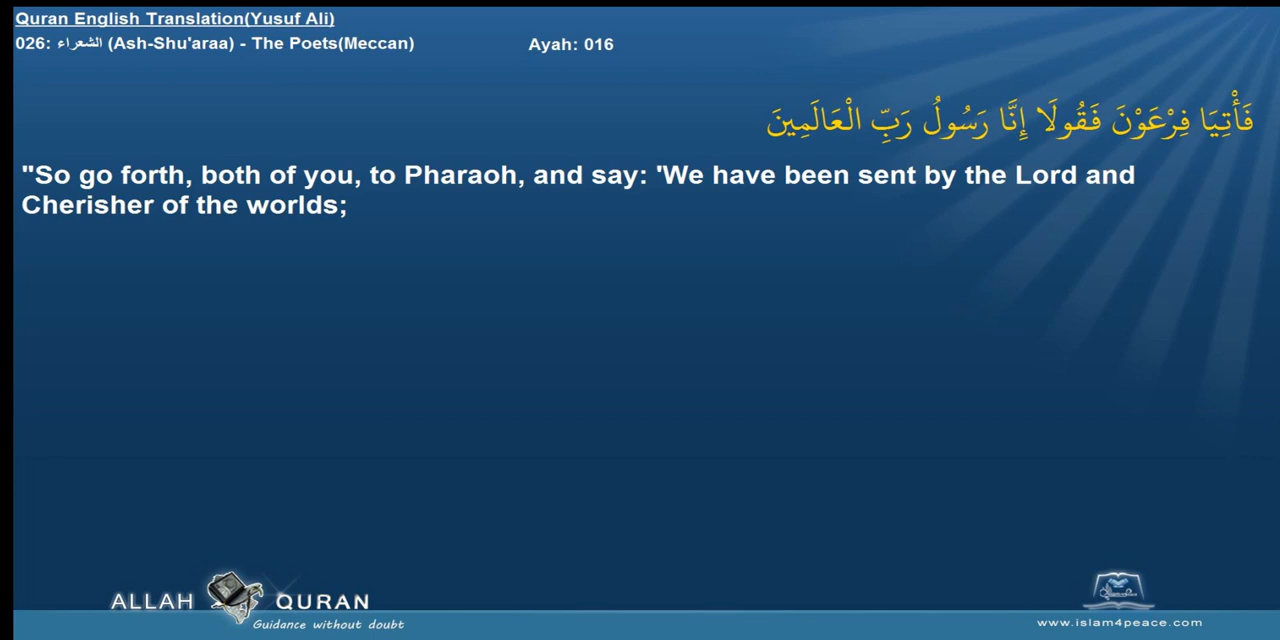 Quran English Translation(Yusuf Ali)
026: الشعراء (Ash-Shu'araa) - The Poets(Meccan) Ayah: 016
فَأْتِيَا فِرْعَوْنَ فَقُولَا إِنَّا رَسُولُ رَبِّ الْعَالَمِينَ
"So go forth, both of you, to Pharaoh, and say: 'We have been sent by the Lord and
Cherisher of the worlds;
ALLAH QURAN
Guidance without doubt
www.islam4peace.com